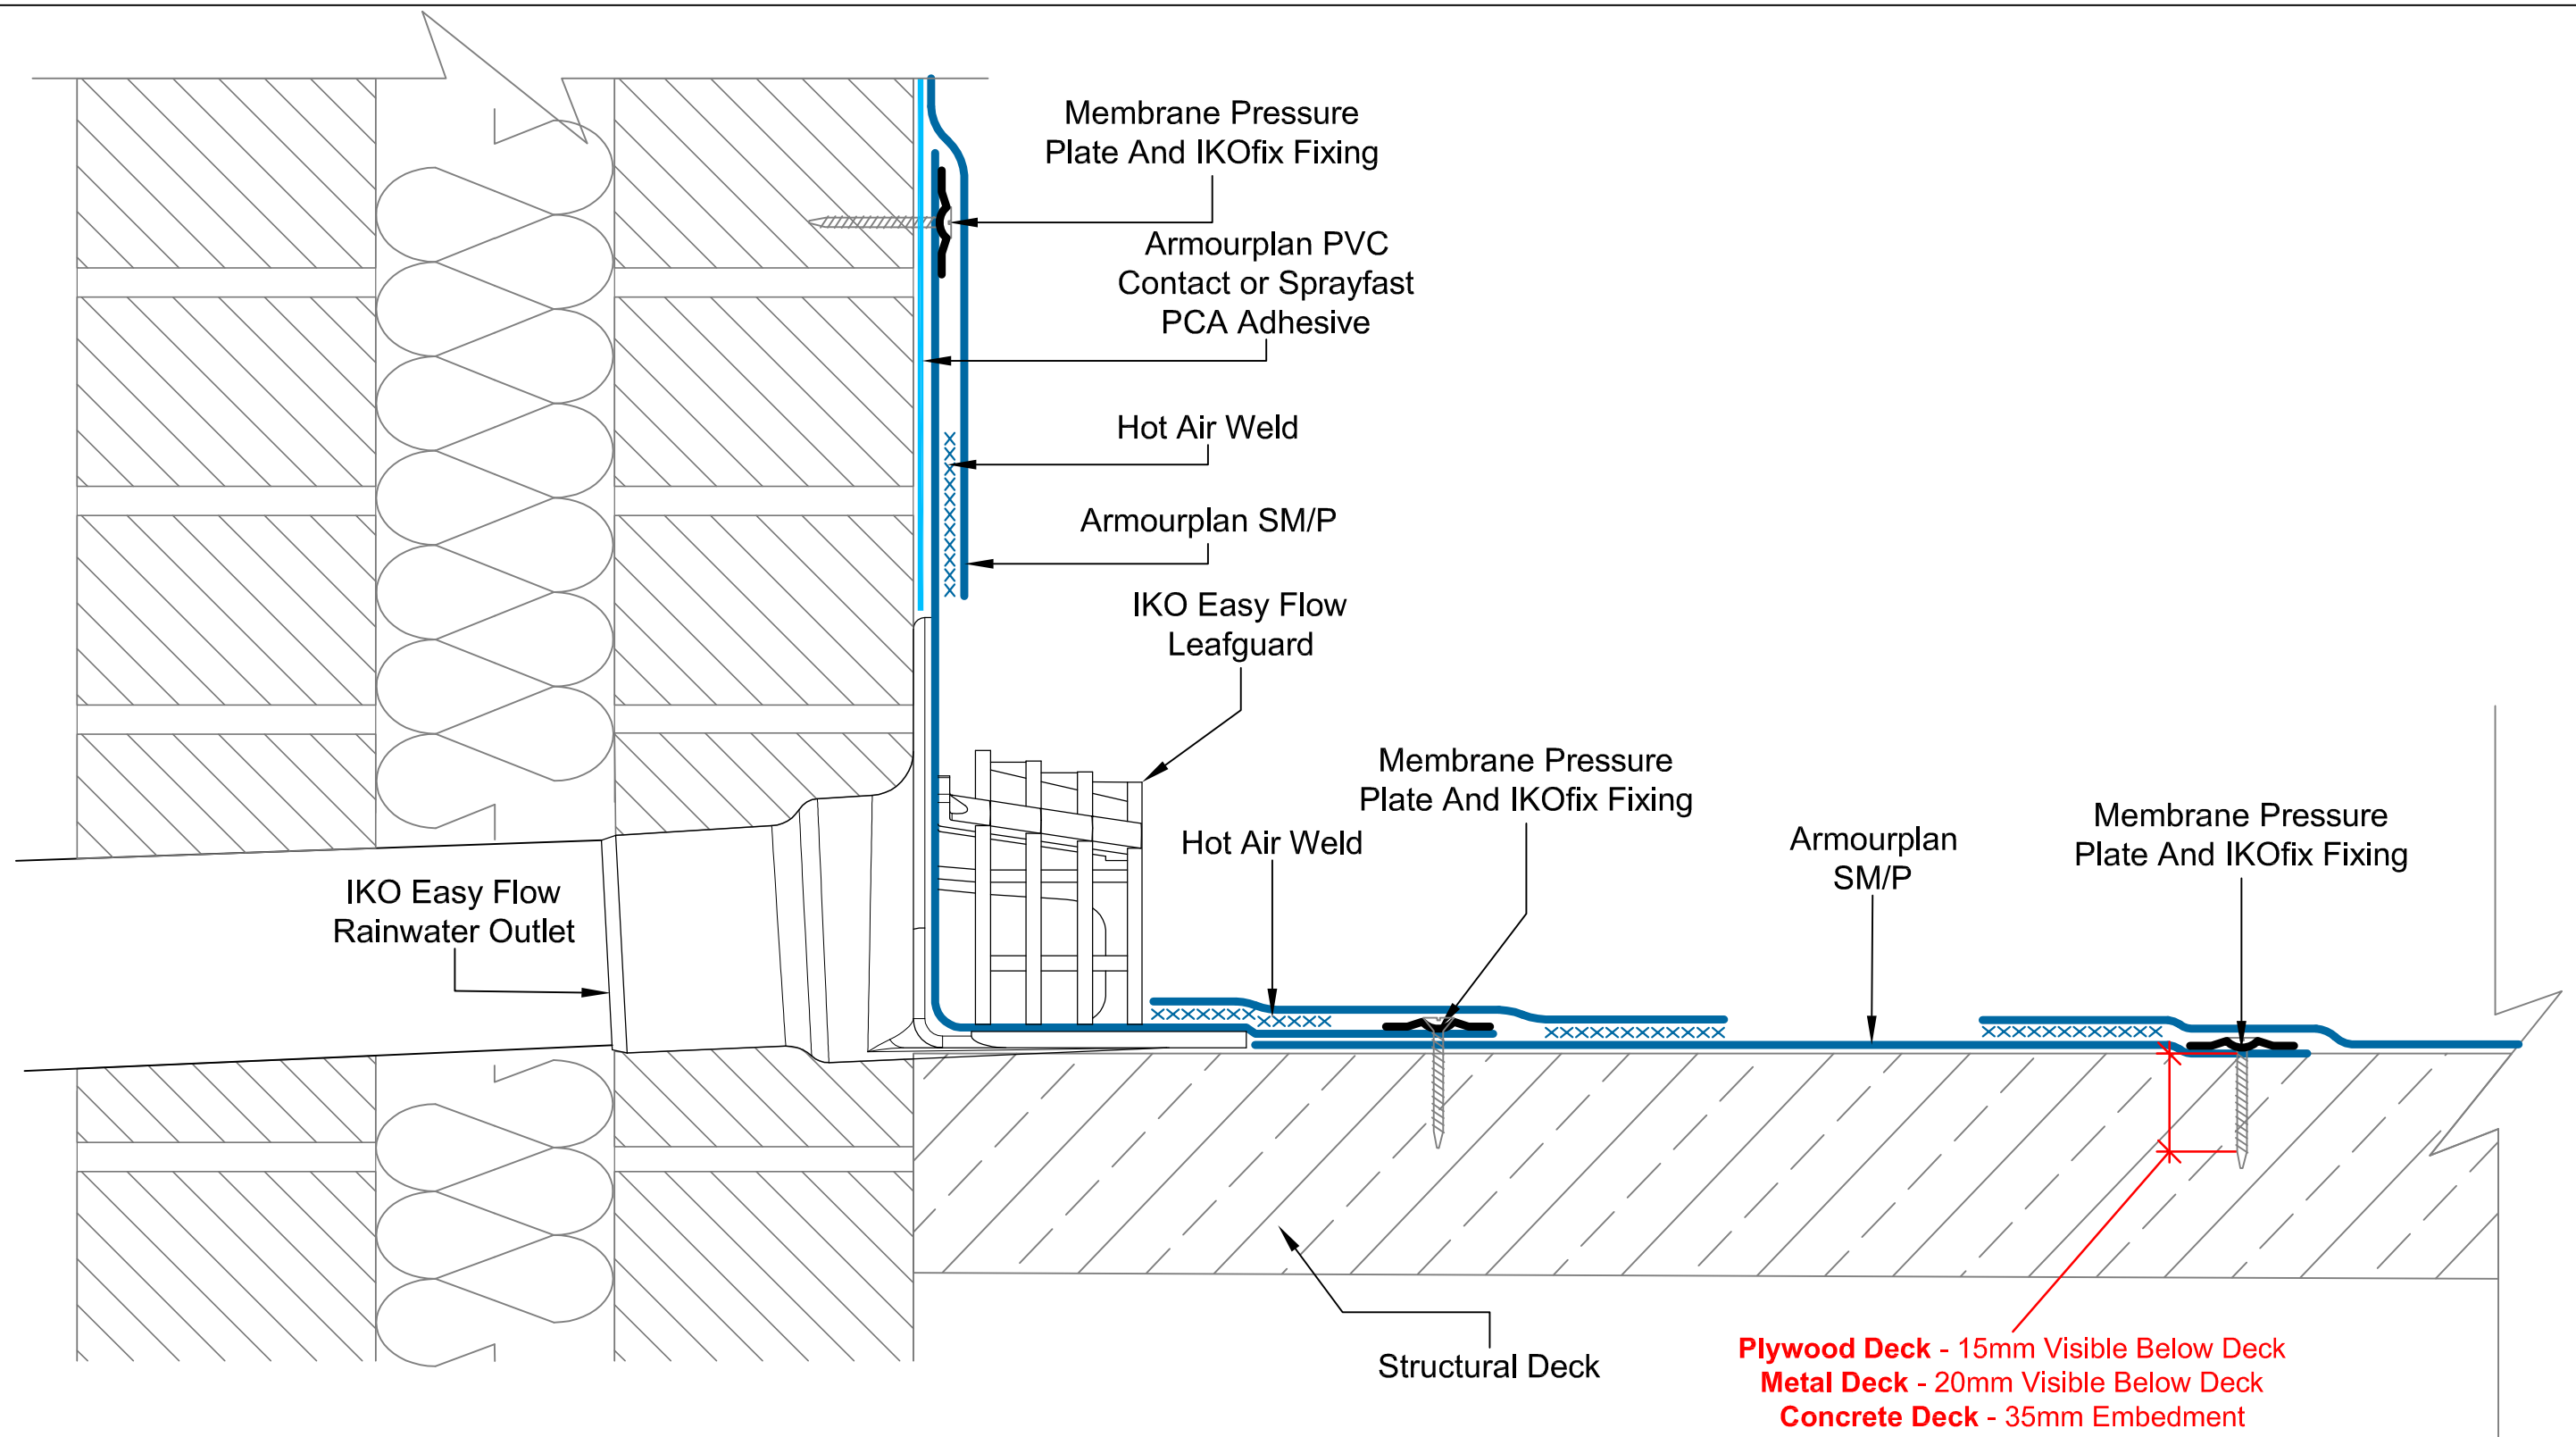 Membrane Pressure
Plate And IKOfix Fixing
Armourplan PVC
Contact or Sprayfast
PCA Adhesive
Hot Air Weld
Armourplan SM/P
IKO Easy Flow
Leafguard
Membrane Pressure
Plate And IKOfix Fixing
Hot Air Weld
Armourplan
SM/P
Membrane Pressure
Plate And IKOfix Fixing
IKO Easy Flow
Rainwater Outlet
Structural Deck
Plywood Deck - 15mm Visible Below Deck
Metal Deck - 20mm Visible Below Deck
Concrete Deck - 35mm Embedment